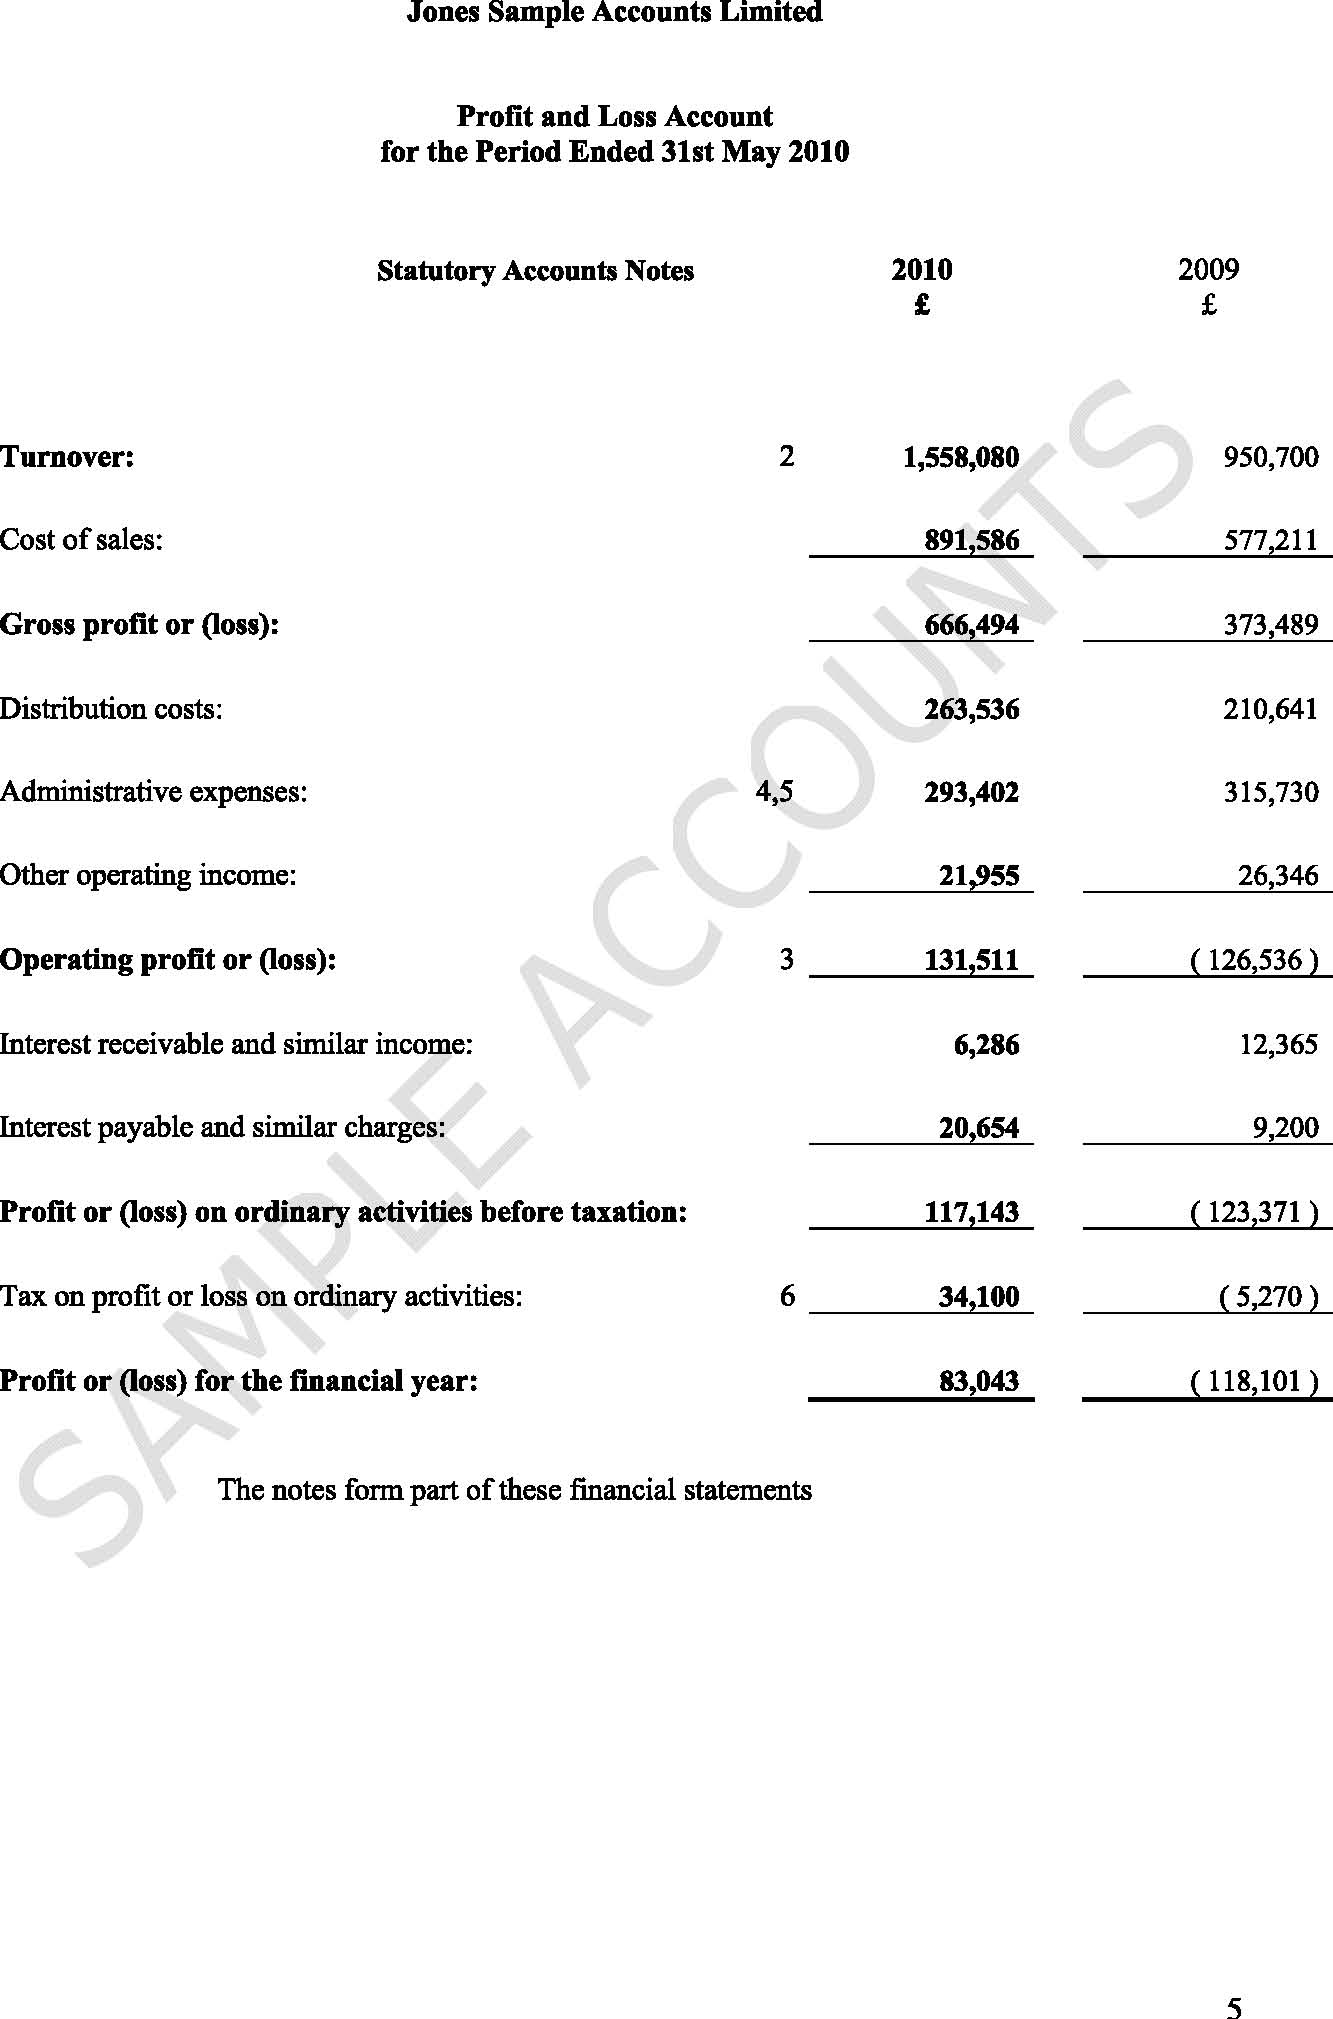 Jones Sample Accounts Limited
Profit and Loss Account
for the Period Ended 31st May 2010
Statutory Accounts Notes 2010 2009
£ £
Turnover: 2 1,558,080 950,700
Cost of sales: 891,586 577,211
Gross profit or (loss): 666,494 373,489
Distribution costs: 263,536 210,641
Administrative expenses: 4,5 293,402 315,730
Other operating income: 21,955 26,346
Operating profit or (loss): 3 131,511 ( 126,536 )
Interest receivable and similar income: 6,286 12,365
Interest payable and similar charges: 20,654 9,200
Profit or (loss) on ordinary activities before taxation: 117,143 ( 123,371 )
Tax on profit or loss on ordinary activities: 6 34,100 ( 5,270 )
Profit or (loss) for the financial year: 83,043 ( 118,101 )
The notes form part of these financial statements
SAMPLE ACCOUNTS
5